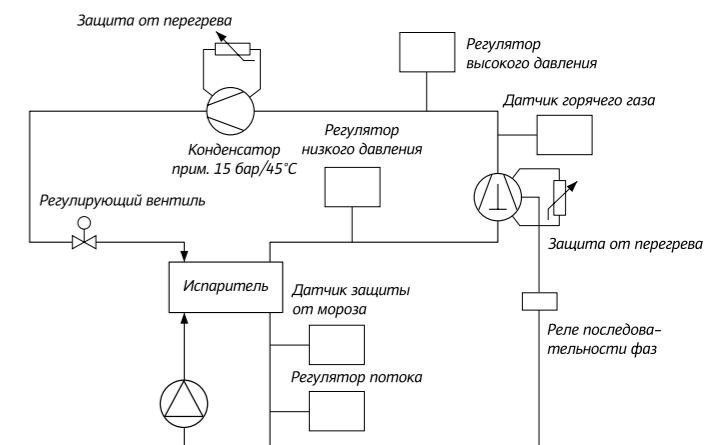 Защита от перегрева
Регулятор
высокого давления
Датчик горячего газа
Конденсатор
прим. 15 бар/45°C
Регулятор
низкого давления
Регулирующий вентиль
Защита от перегрева
Испаритель
Датчик защиты
от мороза
Реле последова-
тельности фаз
Регулятор потока